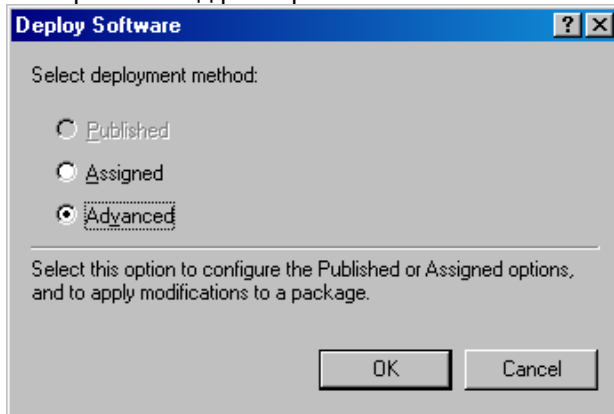 Deploy Software
Select deployment method:
Published
Assigned
Advanced
Select this option to configure the Published or Assigned options,
and to apply modifications to a package.
OK Cancel